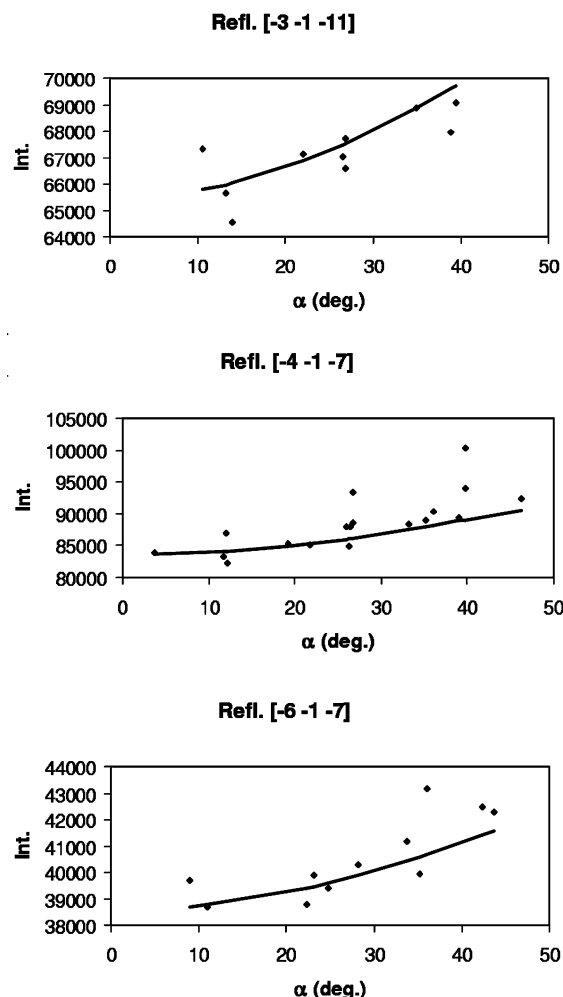 Refl. [-3 -1 -11]
70000
69000
68000
67000
66000
65000
64000
Int.
0 10 20 30 40 50
α (deg.)
Refl. [-4 -1 -7]
105000
100000
95000
90000
85000
80000
Int.
0 10 20 30 40 50
α (deg.)
Refl. [-6 -1 -7]
44000
43000
42000
41000
40000
39000
38000
Int.
0 10 20 30 40 50
α (deg.)